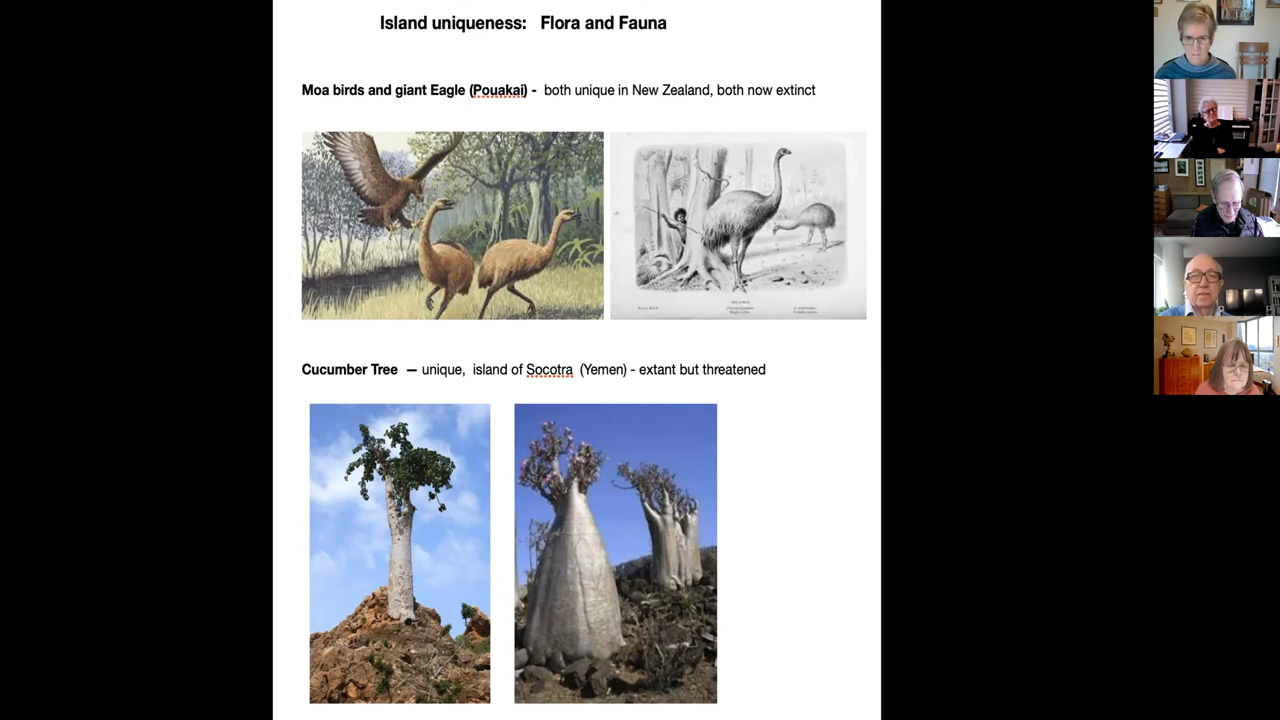 Island uniqueness: Flora and Fauna
Moa birds and giant Eagle (Pouakai) - both unique in New Zealand, both now extinct
Cucumber Tree — unique, island of Socotra (Yemen) - extant but threatened